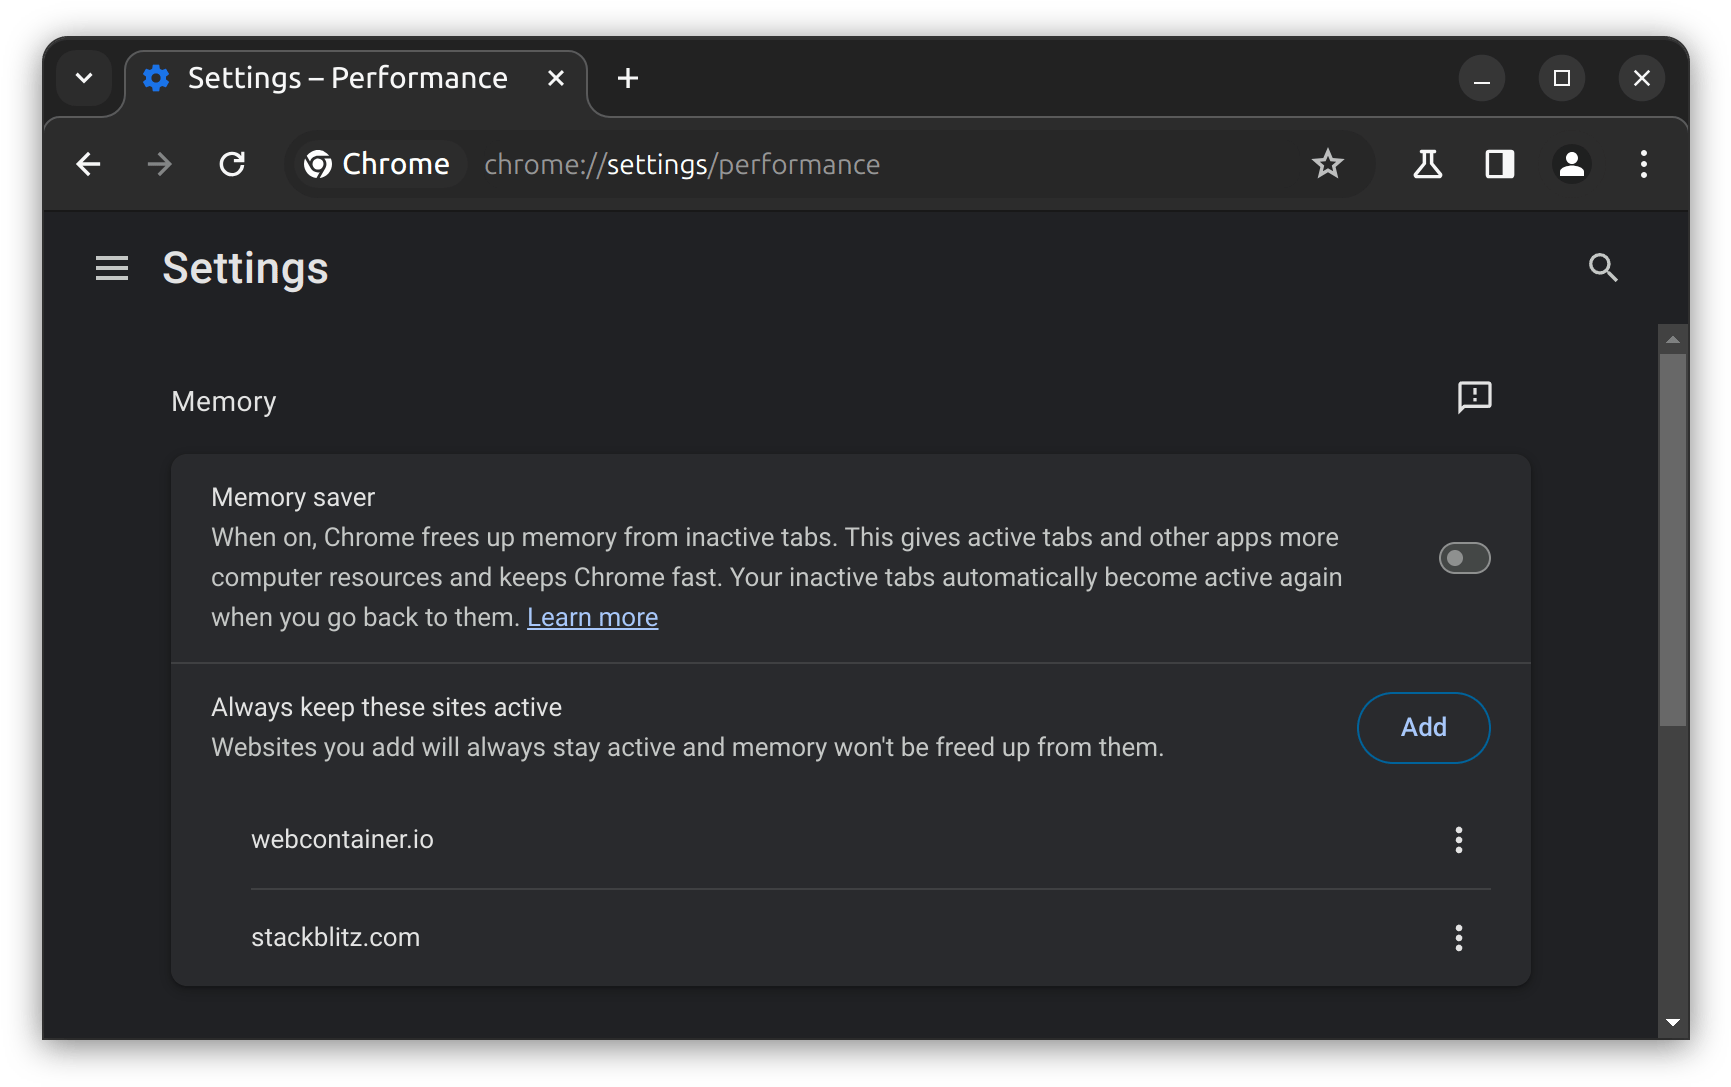 Settings – Performance
Chrome
chrome://settings/performance
Settings
Memory
Memory saver
When on, Chrome frees up memory from inactive tabs. This gives active tabs and other apps more
computer resources and keeps Chrome fast. Your inactive tabs automatically become active again
when you go back to them. Learn more
Always keep these sites active
Websites you add will always stay active and memory won't be freed up from them.
Add
webcontainer.io
stackblitz.com